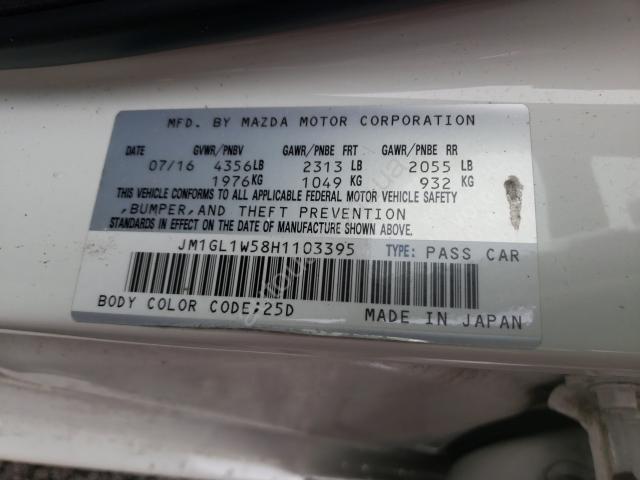 MFD. BY MAZDA MOTOR CORPORATION
DATE GVWR/PNBV GAWR/PNBE FRT GAWR/PNBE RR
07/16 4356LB 2313 LB 2055 LB
1976KG 1049 KG 932 KG
THIS VEHICLE CONFORMS TO ALL APPLICABLE FEDERAL MOTOR VEHICLE SAFETY
,BUMPER,AND THEFT PREVENTION
STANDARDS IN EFFECT ON THE DATE OF MANUFACTURE SHOWN ABOVE.
JM1GL1W58H1103395 TYPE: PASS CAR
BODY COLOR CODE;25D MADE IN JAPAN